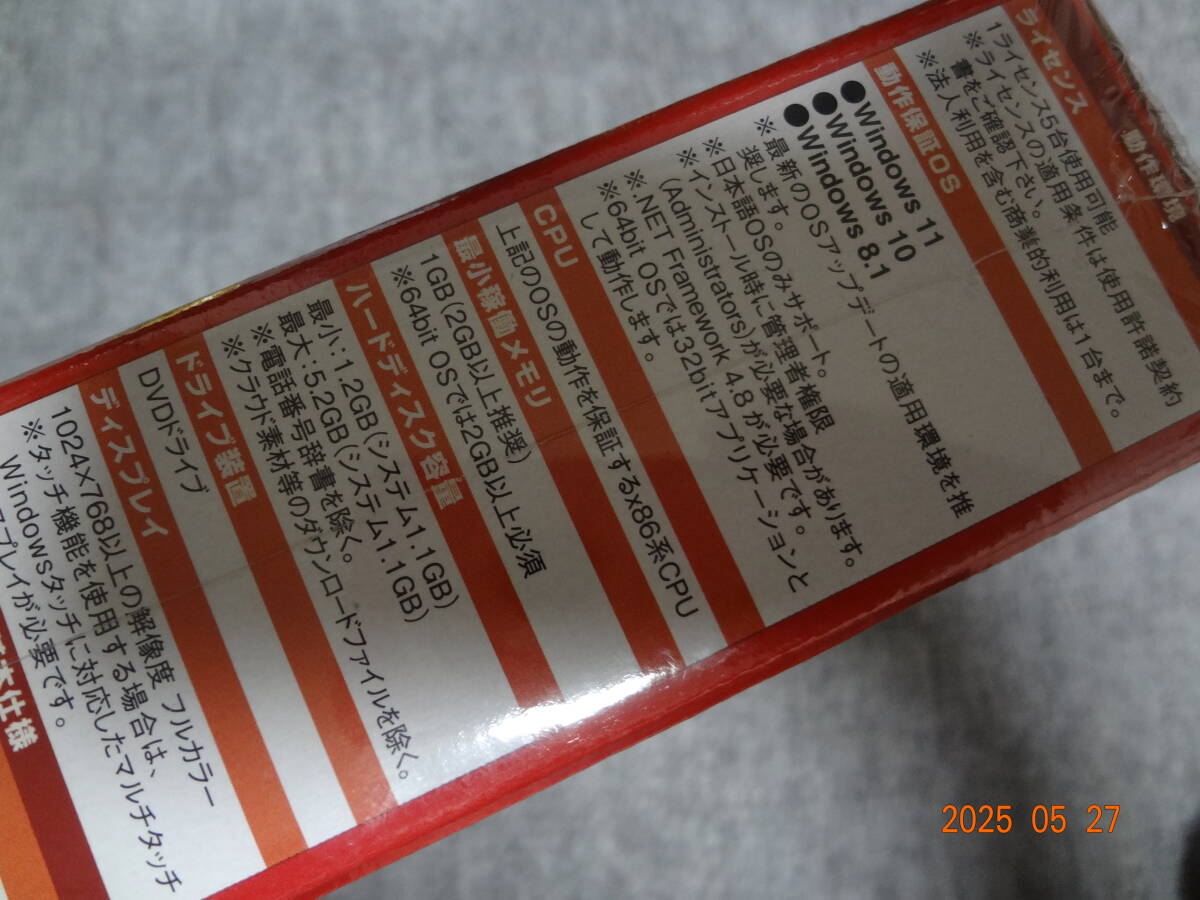 動作環境
ライセンス
1ライセンス5台使用可能
※ライセンスの適用条件は使用許諾契約
書をご確認下さい。
※法人利用を含む商業的利用は1台まで。
動作保証OS
●Windows 11
●Windows 10
●Windows 8.1
※最新のOSアップデートの適用環境を推
奨します。
※日本語OSのみサポート。
※インストール時に管理者権限
(Administrators)が必要な場合があります。
※.NET Framework 4.8 が必要です。
※64bit OSでは32bitアプリケーションと
して動作します。
CPU
上記のOSの動作を保証するx86系CPU
最小稼働メモリ
1GB(2GB以上推奨)
※64bit OSでは2GB以上必須
ハードディスク容量
最小:1.2GB(システム1.1GB)
最大:5.2GB(システム1.1GB)
※電話番号辞書を除く。
※クラウド素材等のダウンロードファイルを除く。
ドライブ装置
DVDドライブ
ディスプレイ
1024×768以上の解像度 フルカラー
※タッチ機能を使用する場合は、
Windowsタッチに対応したマルチタッチ
スプレイが必要です。
本仕様
2025 05 27